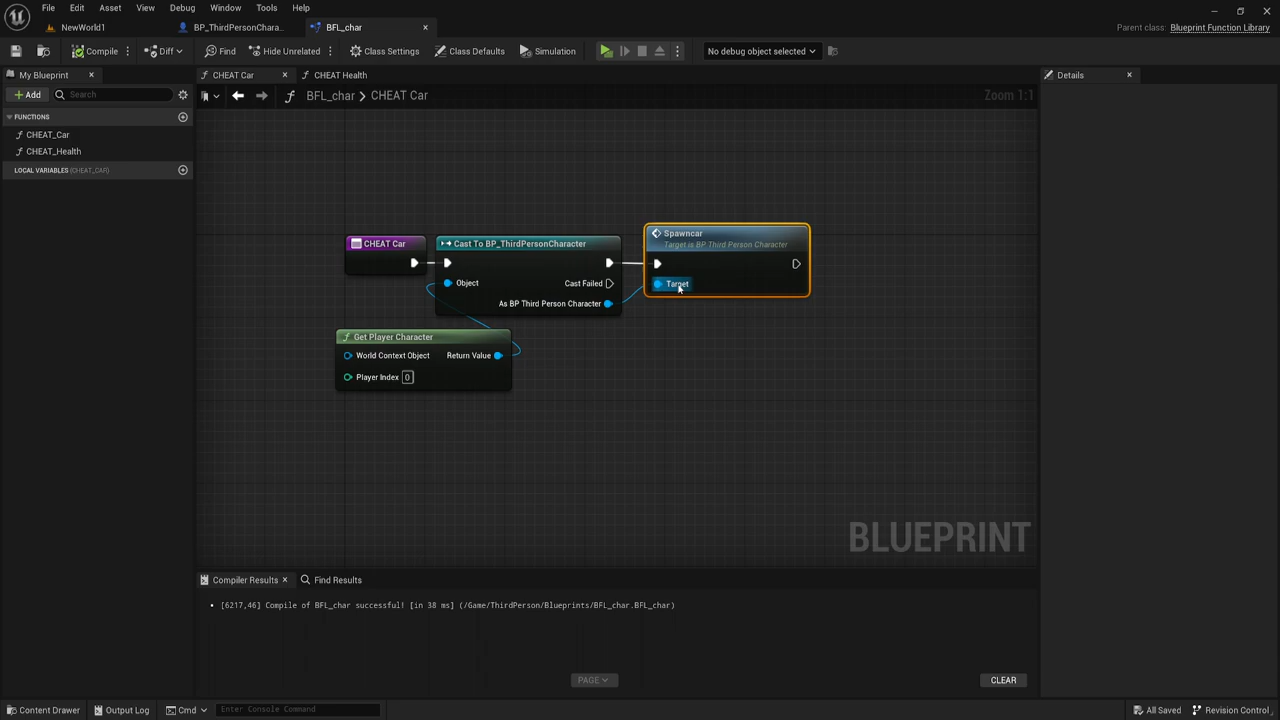 File Edit Asset View Debug Window Tools Help
NewWorld1 BP_ThirdPersonChara... BFL_char
Parent class: Blueprint Function Library
Compile Diff Find Hide Unrelated Class Settings Class Defaults Simulation No debug object selected
My Blueprint CHEAT Car CHEAT Health Details
Add Search
BFL_char CHEAT Car Zoom 1:1
FUNCTIONS
CHEAT_Car
CHEAT_Health
LOCAL VARIABLES (CHEAT_CAR)
CHEAT Car
Cast To BP_ThirdPersonCharacter
Object
Cast Failed
As BP Third Person Character
Spawncar
Target is BP Third Person Character
Target
Get Player Character
World Context Object Return Value
Player Index 0
BLUEPRINT
Compiler Results Find Results
[6217,46] Compile of BFL_char successful! [in 38 ms] (/Game/ThirdPerson/Blueprints/BFL_char.BFL_char)
PAGE
CLEAR
Content Drawer Output Log Cmd Enter Console Command All Saved Revision Control